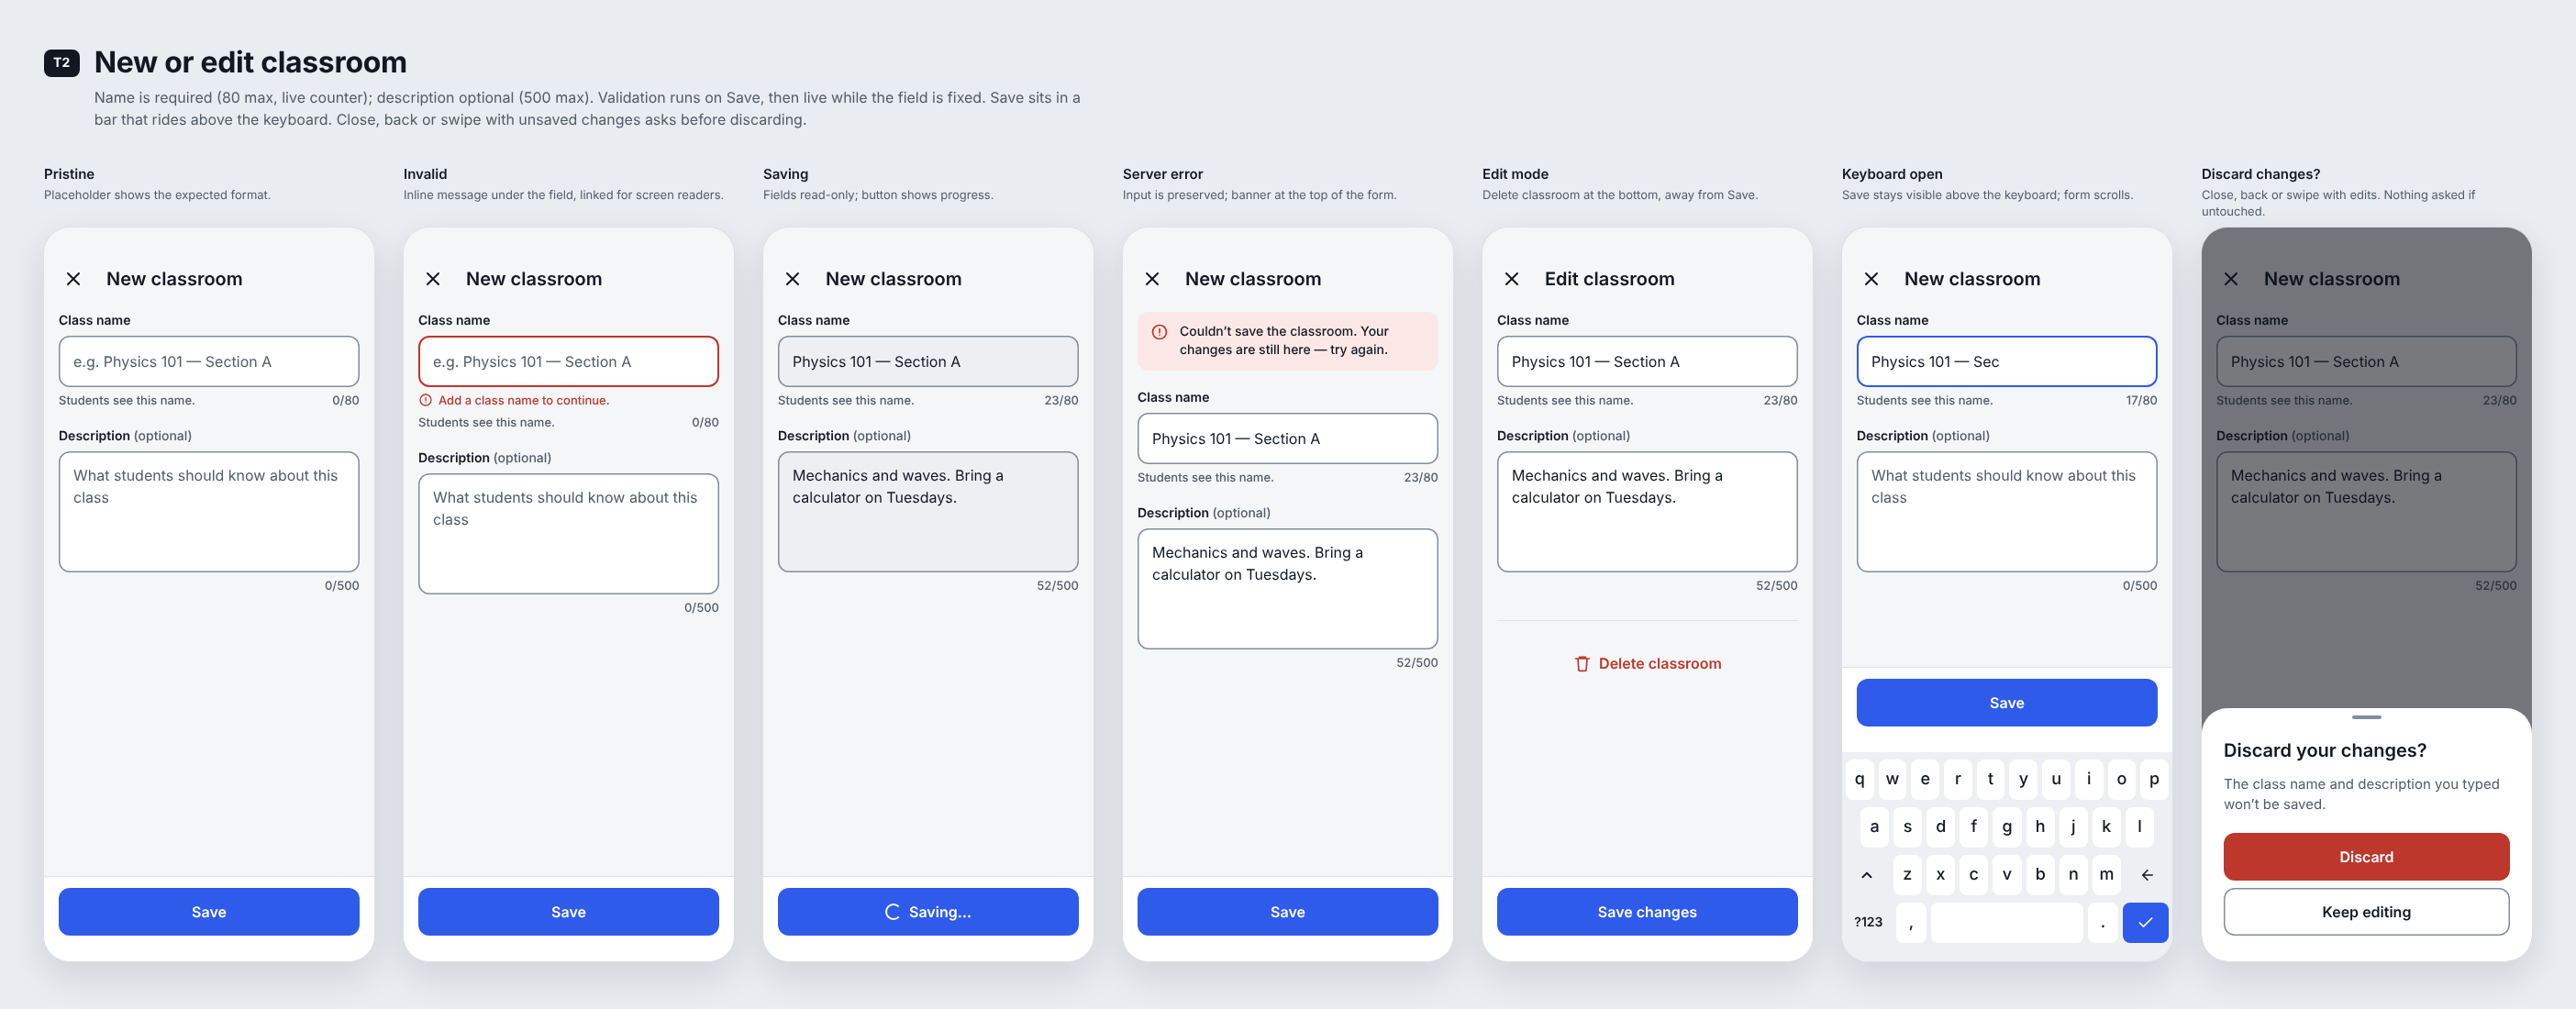 T2
New or edit classroom
Name is required (80 max, live counter); description optional (500 max). Validation runs on Save, then live while the field is fixed. Save sits in a
bar that rides above the keyboard. Close, back or swipe with unsaved changes asks before discarding.
Pristine
Placeholder shows the expected format.
New classroom
Class name
e.g. Physics 101 — Section A
Students see this name. 0/80
Description (optional)
What students should know about this
class
0/500
Save
Invalid
Inline message under the field, linked for screen readers.
New classroom
Class name
e.g. Physics 101 — Section A
Add a class name to continue.
Students see this name. 0/80
Description (optional)
What students should know about this
class
0/500
Save
Saving
Fields read-only; button shows progress.
New classroom
Class name
Physics 101 — Section A
Students see this name. 23/80
Description (optional)
Mechanics and waves. Bring a
calculator on Tuesdays.
52/500
Saving...
Server error
Input is preserved; banner at the top of the form.
New classroom
Couldn’t save the classroom. Your
changes are still here — try again.
Class name
Physics 101 — Section A
Students see this name. 23/80
Description (optional)
Mechanics and waves. Bring a
calculator on Tuesdays.
52/500
Save
Edit mode
Delete classroom at the bottom, away from Save.
Edit classroom
Class name
Physics 101 — Section A
Students see this name. 23/80
Description (optional)
Mechanics and waves. Bring a
calculator on Tuesdays.
52/500
Delete classroom
Save changes
Keyboard open
Save stays visible above the keyboard; form scrolls.
New classroom
Class name
Physics 101 — Sec
Students see this name. 17/80
Description (optional)
What students should know about this
class
0/500
Save
q w e r t y u i o p
a s d f g h j k l
z x c v b n m
?123 , .
Discard changes?
Close, back or swipe with edits. Nothing asked if
untouched.
New classroom
Class name
Physics 101 — Section A
Students see this name. 23/80
Description (optional)
Mechanics and waves. Bring a
calculator on Tuesdays.
52/500
Discard your changes?
The class name and description you typed
won’t be saved.
Discard
Keep editing